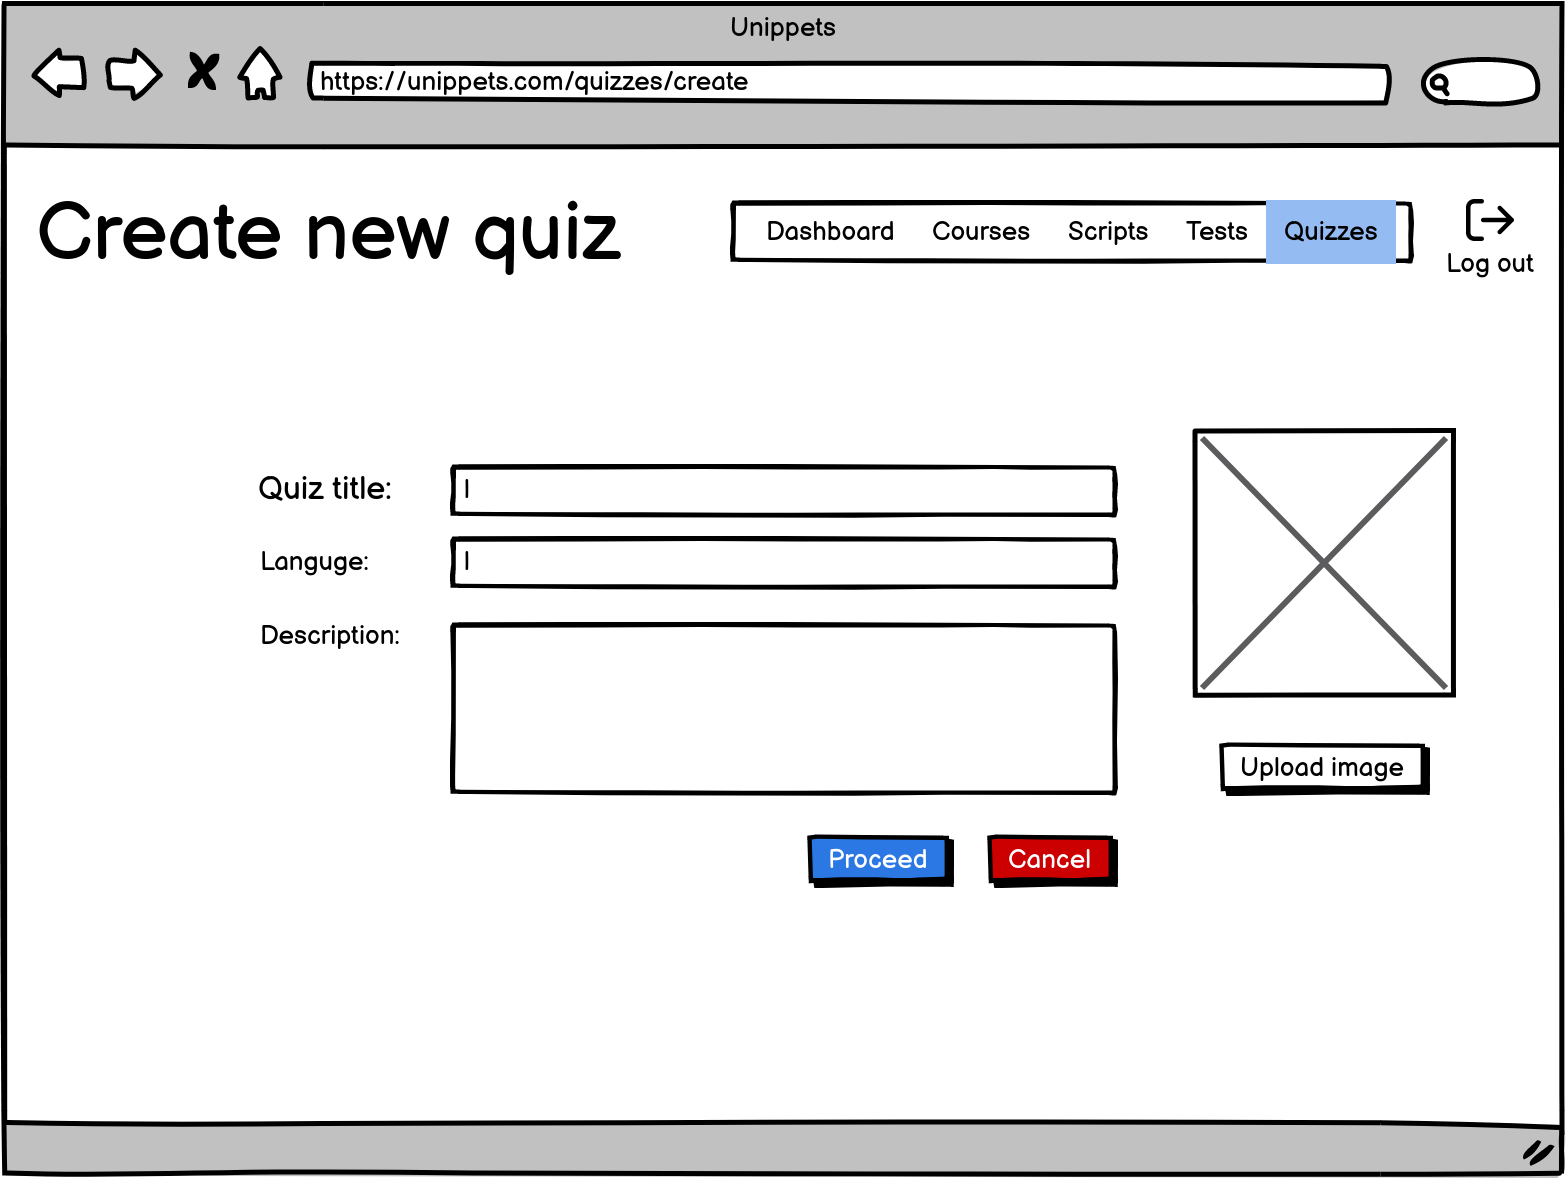 Unippets
https://unippets.com/quizzes/create
Create new quiz
Dashboard Courses Scripts Tests Quizzes
Log out
Quiz title:
Languge:
Description:
Upload image
Proceed Cancel